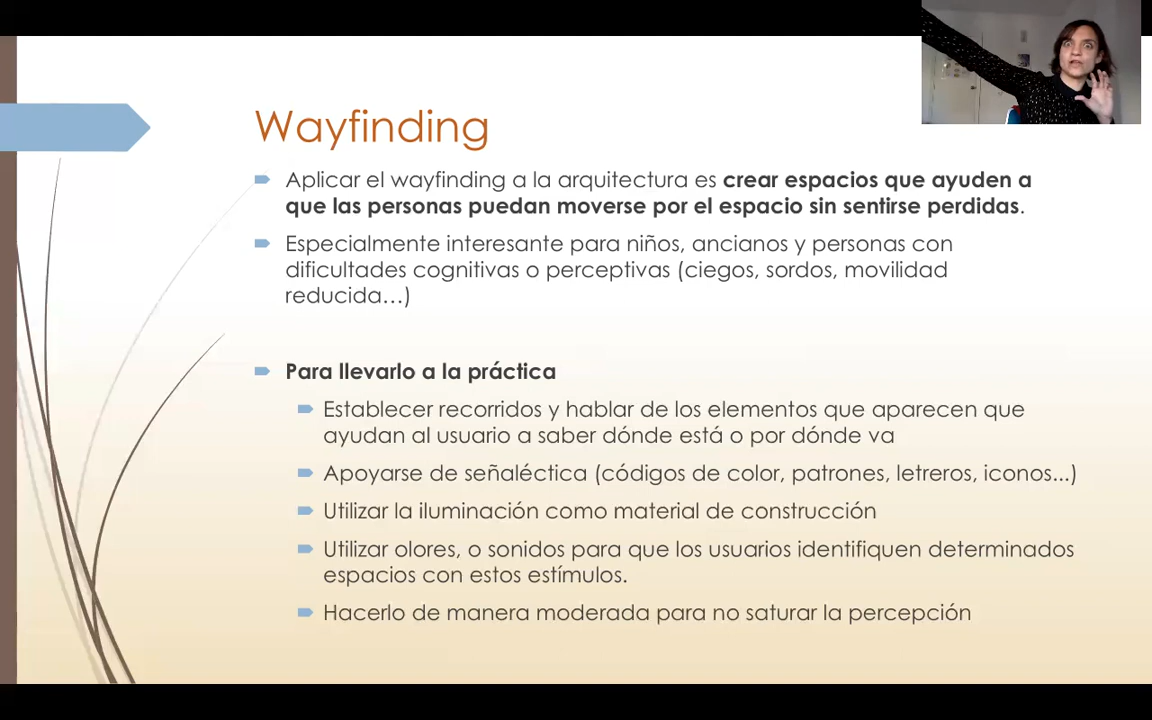 Wayfinding
Aplicar el wayfinding a la arquitectura es crear espacios que ayuden a
que las personas puedan moverse por el espacio sin sentirse perdidas.
Especialmente interesante para niños, ancianos y personas con
dificultades cognitivas o perceptivas (ciegos, sordos, movilidad
reducida…)
Para llevarlo a la práctica
Establecer recorridos y hablar de los elementos que aparecen que
ayudan al usuario a saber dónde está o por dónde va
Apoyarse de señaléctica (códigos de color, patrones, letreros, iconos...)
Utilizar la iluminación como material de construcción
Utilizar olores, o sonidos para que los usuarios identifiquen determinados
espacios con estos estímulos.
Hacerlo de manera moderada para no saturar la percepción